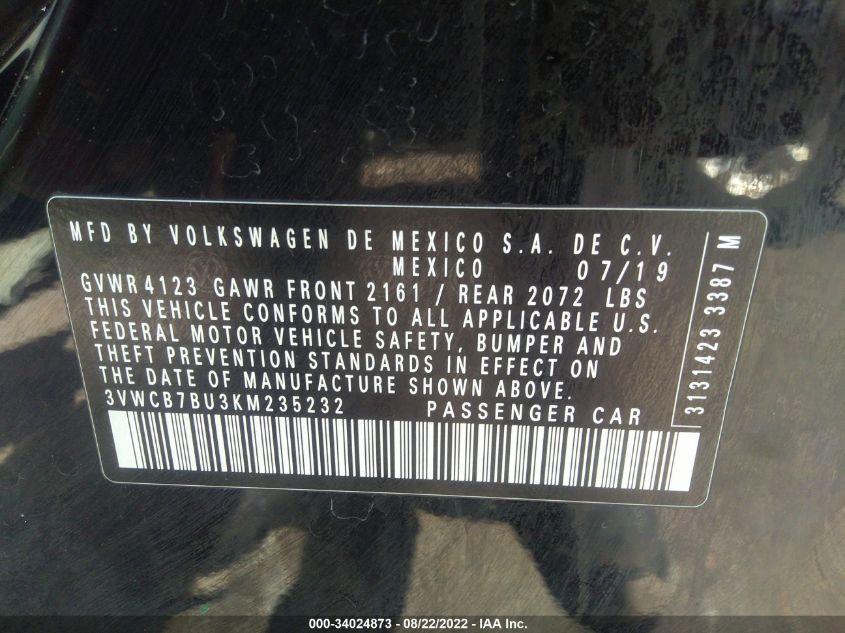 MFD BY VOLKSWAGEN DE MEXICO S.A. DE C.V.
MEXICO 07/19
GVWR 4123 GAWR FRONT 2161 / REAR 2072 LBS
THIS VEHICLE CONFORMS TO ALL APPLICABLE U.S.
FEDERAL MOTOR VEHICLE SAFETY, BUMPER AND
THEFT PREVENTION STANDARDS IN EFFECT ON
THE DATE OF MANUFACTURE SHOWN ABOVE.
3VWCB7BU3KM235232 PASSENGER CAR
3131423 3387 M
000-34024873 - 08/22/2022 - IAA Inc.